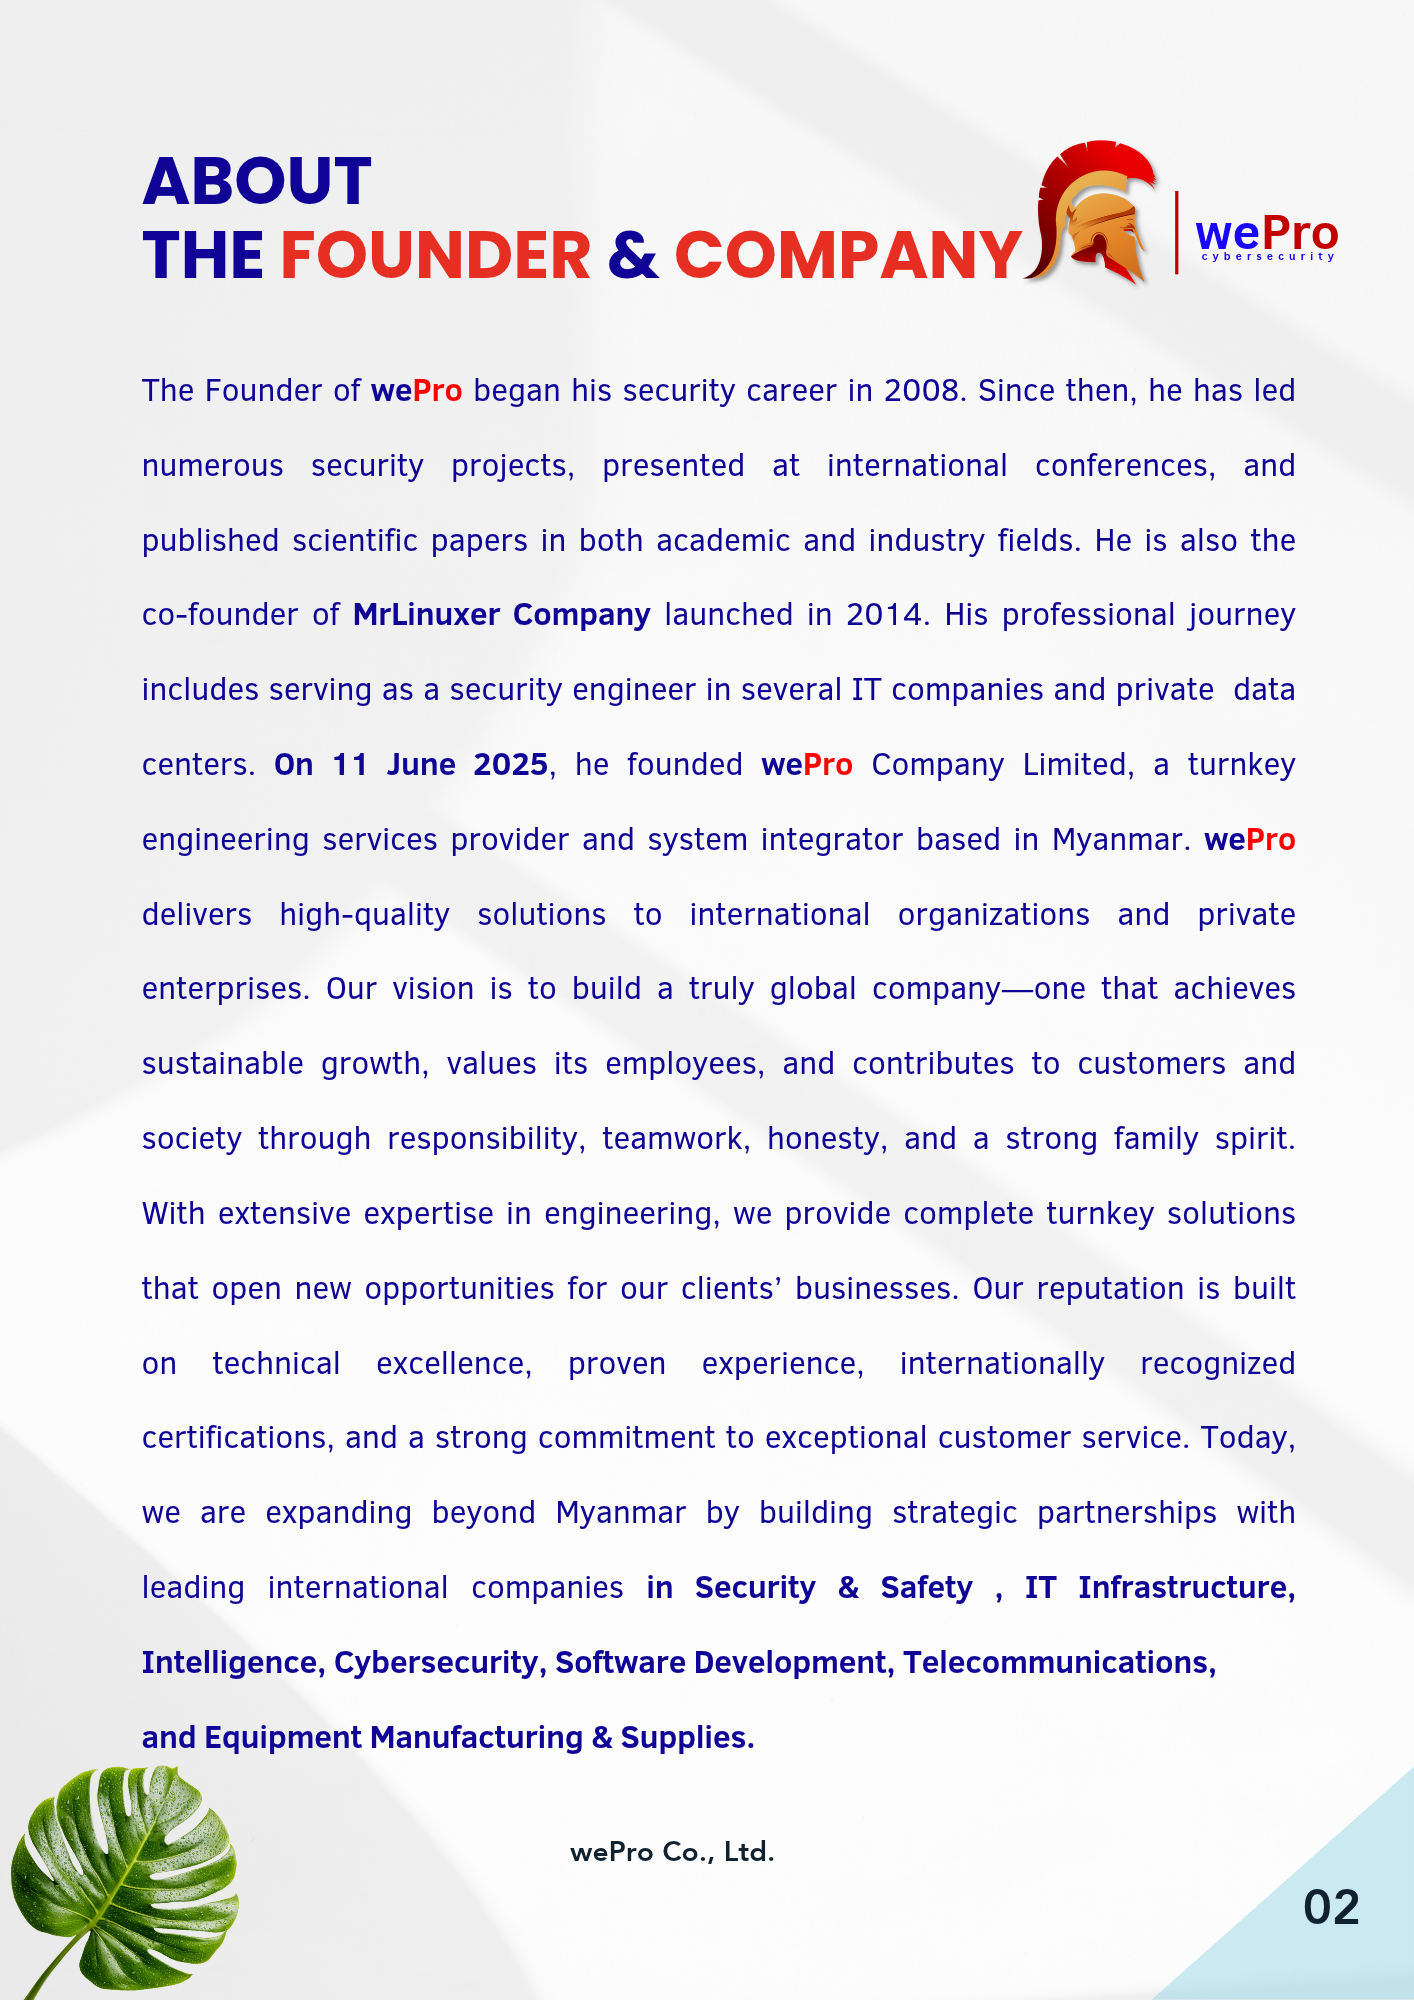 ABOUT
THE FOUNDER & COMPANY
wePro
cybersecurity
The Founder of wePro began his security career in 2008. Since then, he has led
numerous security projects, presented at international conferences, and
published scientific papers in both academic and industry fields. He is also the
co-founder of MrLinuxer Company launched in 2014. His professional journey
includes serving as a security engineer in several IT companies and private data
centers. On 11 June 2025, he founded wePro Company Limited, a turnkey
engineering services provider and system integrator based in Myanmar. wePro
delivers high-quality solutions to international organizations and private
enterprises. Our vision is to build a truly global company—one that achieves
sustainable growth, values its employees, and contributes to customers and
society through responsibility, teamwork, honesty, and a strong family spirit.
With extensive expertise in engineering, we provide complete turnkey solutions
that open new opportunities for our clients’ businesses. Our reputation is built
on technical excellence, proven experience, internationally recognized
certifications, and a strong commitment to exceptional customer service. Today,
we are expanding beyond Myanmar by building strategic partnerships with
leading international companies in Security & Safety , IT Infrastructure,
Intelligence, Cybersecurity, Software Development, Telecommunications,
and Equipment Manufacturing & Supplies.
wePro Co., Ltd.
02